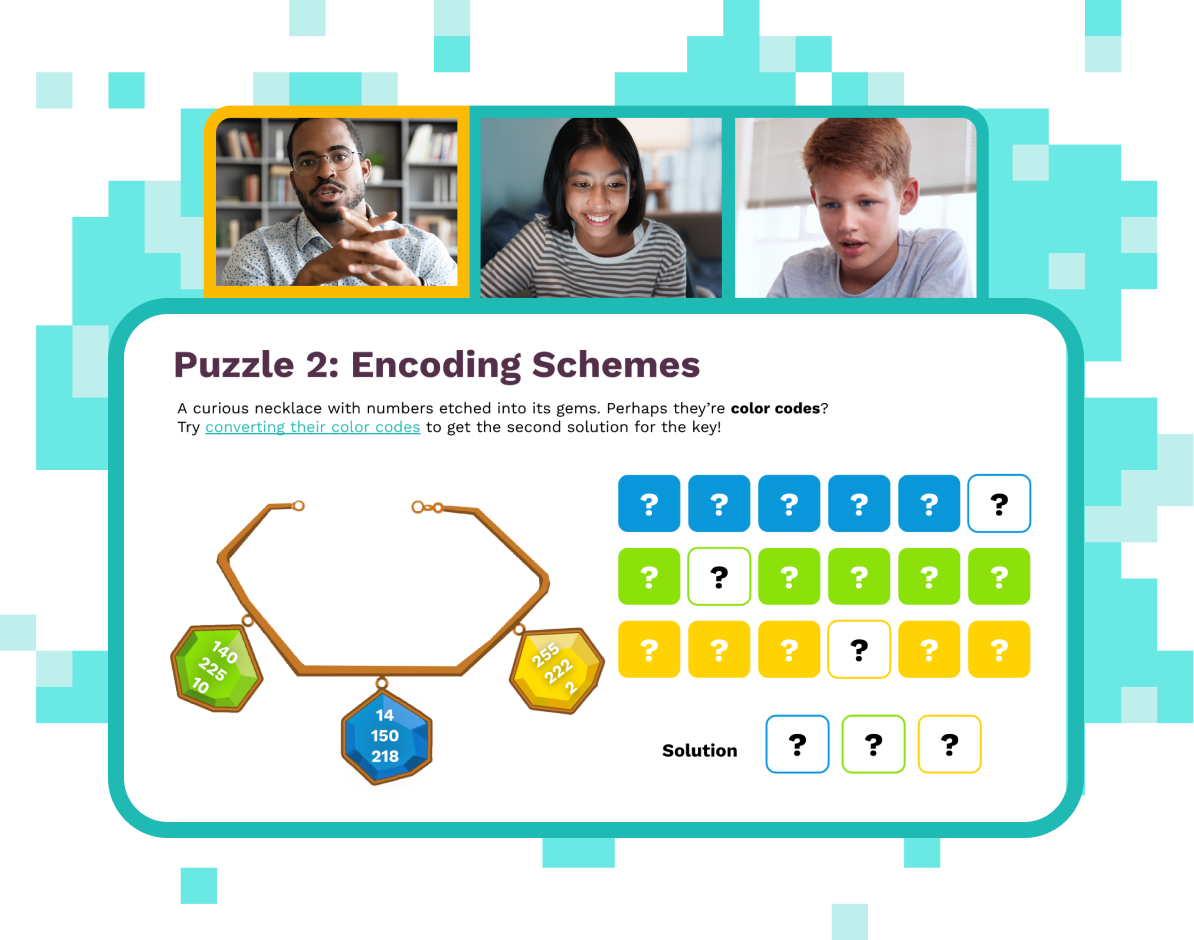 Puzzle 2: Encoding Schemes
A curious necklace with numbers etched into its gems. Perhaps they’re color codes?
Try converting their color codes to get the second solution for the key!
? ? ? ? ? ?
? ? ? ? ? ?
? ? ? ? ? ?
140
225
10
14
150
218
255
222
2
Solution ? ? ?